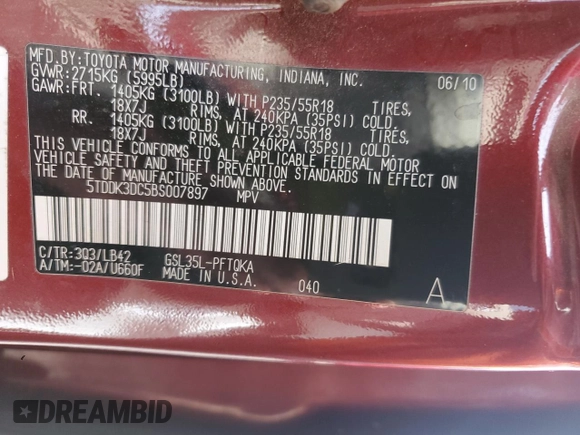 MFD.BY: TOYOTA MOTOR MANUFACTURING, INDIANA, INC. 06/10
GVWR: 2715KG (5995LB)
GAWR: FRT. 1405KG (3100LB) WITH P235/55R18 TIRES,
18X7J RIMS, AT 240KPA (35PSI) COLD
RR. 1405KG (3100LB) WITH P235/55R18 TIRES,
18X7J RIMS, AT 240KPA (35PSI) COLD
THIS VEHICLE CONFORMS TO ALL APPLICABLE FEDERAL MOTOR
VEHICLE SAFETY AND THEFT PREVENTION STANDARDS IN EFFECT ON
THE DATE OF MANUFACTURE SHOWN ABOVE.
5TDDK3DC5BS007897 MPV
C/TR: 3Q3/LB42 GSL35L-PFTQKA
A/TM: -02A/U660F MADE IN U.S.A. 040 A
DREAMBID